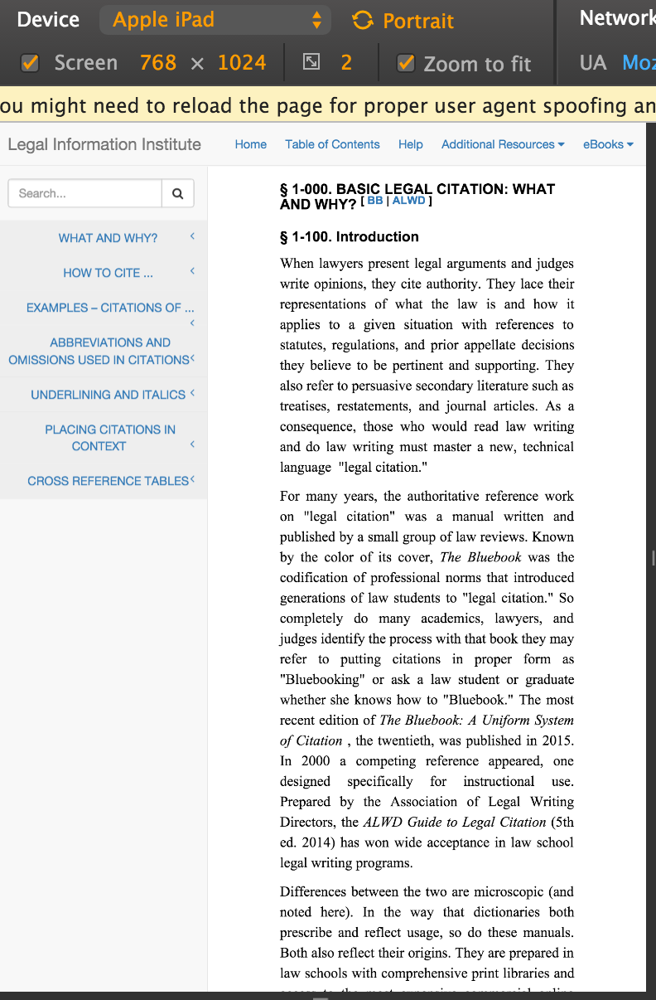 Device Apple iPad Portrait Network
Screen 768 × 1024 2 Zoom to fit UA Moz
ou might need to reload the page for proper user agent spoofing an
Legal Information Institute Home Table of Contents Help Additional Resources eBooks
Search...
WHAT AND WHY?
HOW TO CITE ...
EXAMPLES – CITATIONS OF ...
ABBREVIATIONS AND
OMISSIONS USED IN CITATIONS
UNDERLINING AND ITALICS
PLACING CITATIONS IN
CONTEXT
CROSS REFERENCE TABLES
§ 1-000. BASIC LEGAL CITATION: WHAT
AND WHY? [ BB | ALWD ]
§ 1-100. Introduction
When lawyers present legal arguments and judges
write opinions, they cite authority. They lace their
representations of what the law is and how it
applies to a given situation with references to
statutes, regulations, and prior appellate decisions
they believe to be pertinent and supporting. They
also refer to persuasive secondary literature such as
treatises, restatements, and journal articles. As a
consequence, those who would read law writing
and do law writing must master a new, technical
language "legal citation."
For many years, the authoritative reference work
on "legal citation" was a manual written and
published by a small group of law reviews. Known
by the color of its cover, The Bluebook was the
codification of professional norms that introduced
generations of law students to "legal citation." So
completely do many academics, lawyers, and
judges identify the process with that book they may
refer to putting citations in proper form as
"Bluebooking" or ask a law student or graduate
whether she knows how to "Bluebook." The most
recent edition of The Bluebook: A Uniform System
of Citation , the twentieth, was published in 2015.
In 2000 a competing reference appeared, one
designed specifically for instructional use.
Prepared by the Association of Legal Writing
Directors, the ALWD Guide to Legal Citation (5th
ed. 2014) has won wide acceptance in law school
legal writing programs.
Differences between the two are microscopic (and
noted here). In the way that dictionaries both
prescribe and reflect usage, so do these manuals.
Both also reflect their origins. They are prepared in
law schools with comprehensive print libraries and